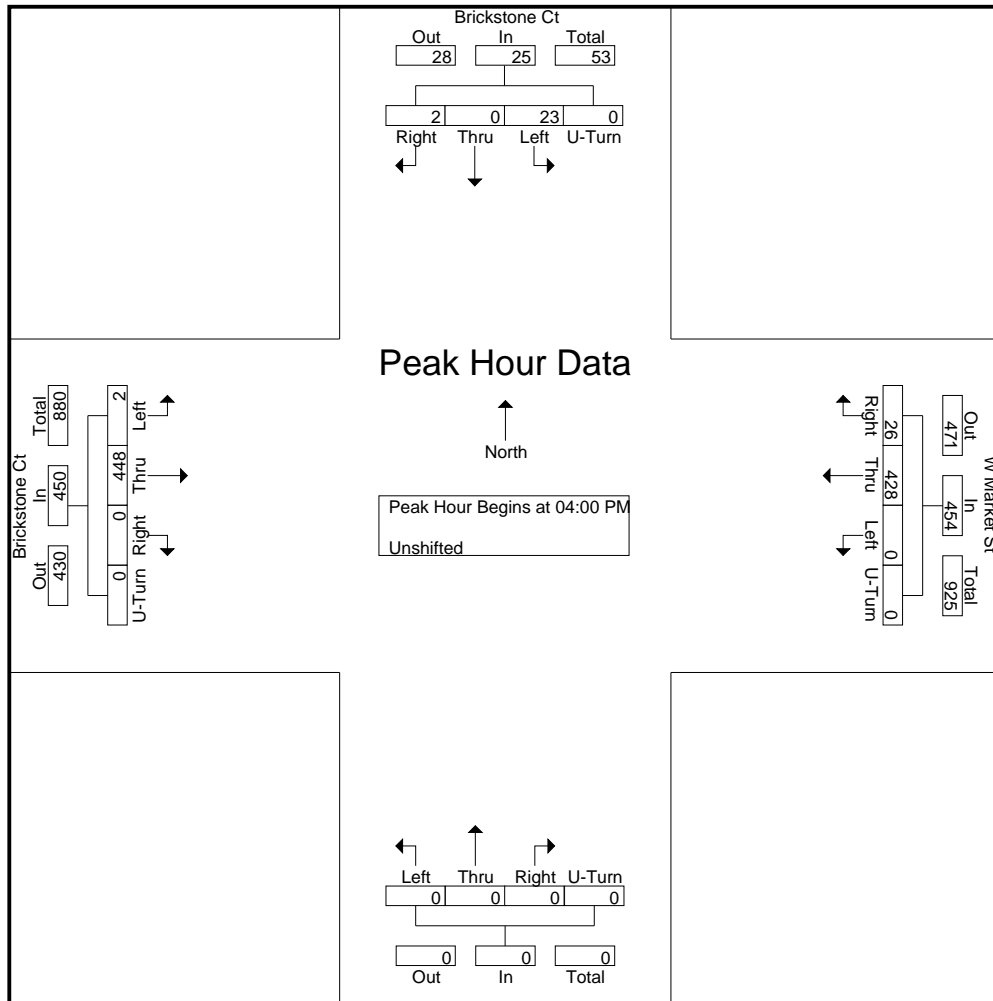 Brickstone Ct
Out In Total
28 25 53
2 0 23 0
Right Thru Left U-Turn
Peak Hour Data
North
Peak Hour Begins at 04:00 PM
Unshifted
Brickstone Ct
Out In Total
430 450 880
0 0 448 2
U-Turn Right Thru Left
W Market St
Out In Total
471 454 925
26 428 0 0
Right Thru Left U-Turn
Left Thru Right U-Turn
0 0 0 0
0 0 0
Out In Total